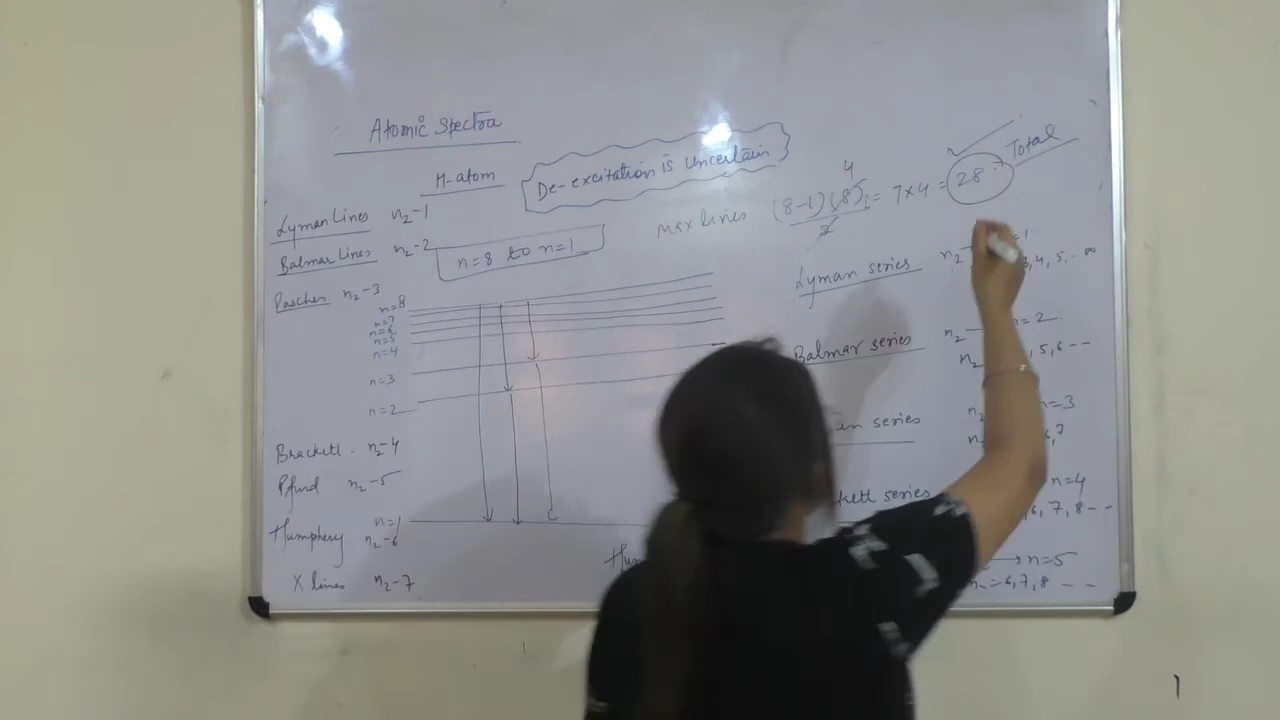 Atomic Spectra
H-atom
De-excitation is Uncertain
Lyman Lines n₂-1
Balmar Lines n₂-2
Paschen n₂-3
n=8 to n=1
n=8
n=7
n=6
n=5
n=4
n=3
n=2
Brackett. n₂-4
Pfund n₂-5
n=1
Humphery n₂-6
X lines n₂-7
max lines (8-1)(8)/2 = 7×4 = 28
4
Total
Lyman series n₂
=1
3,4,5,..∞
Balmar series n₂
n=2
n₂ , 5,6--
series
n=3
6,7
kett series
n=4
6,7,8--
→n=5
n₂=6,7,8--